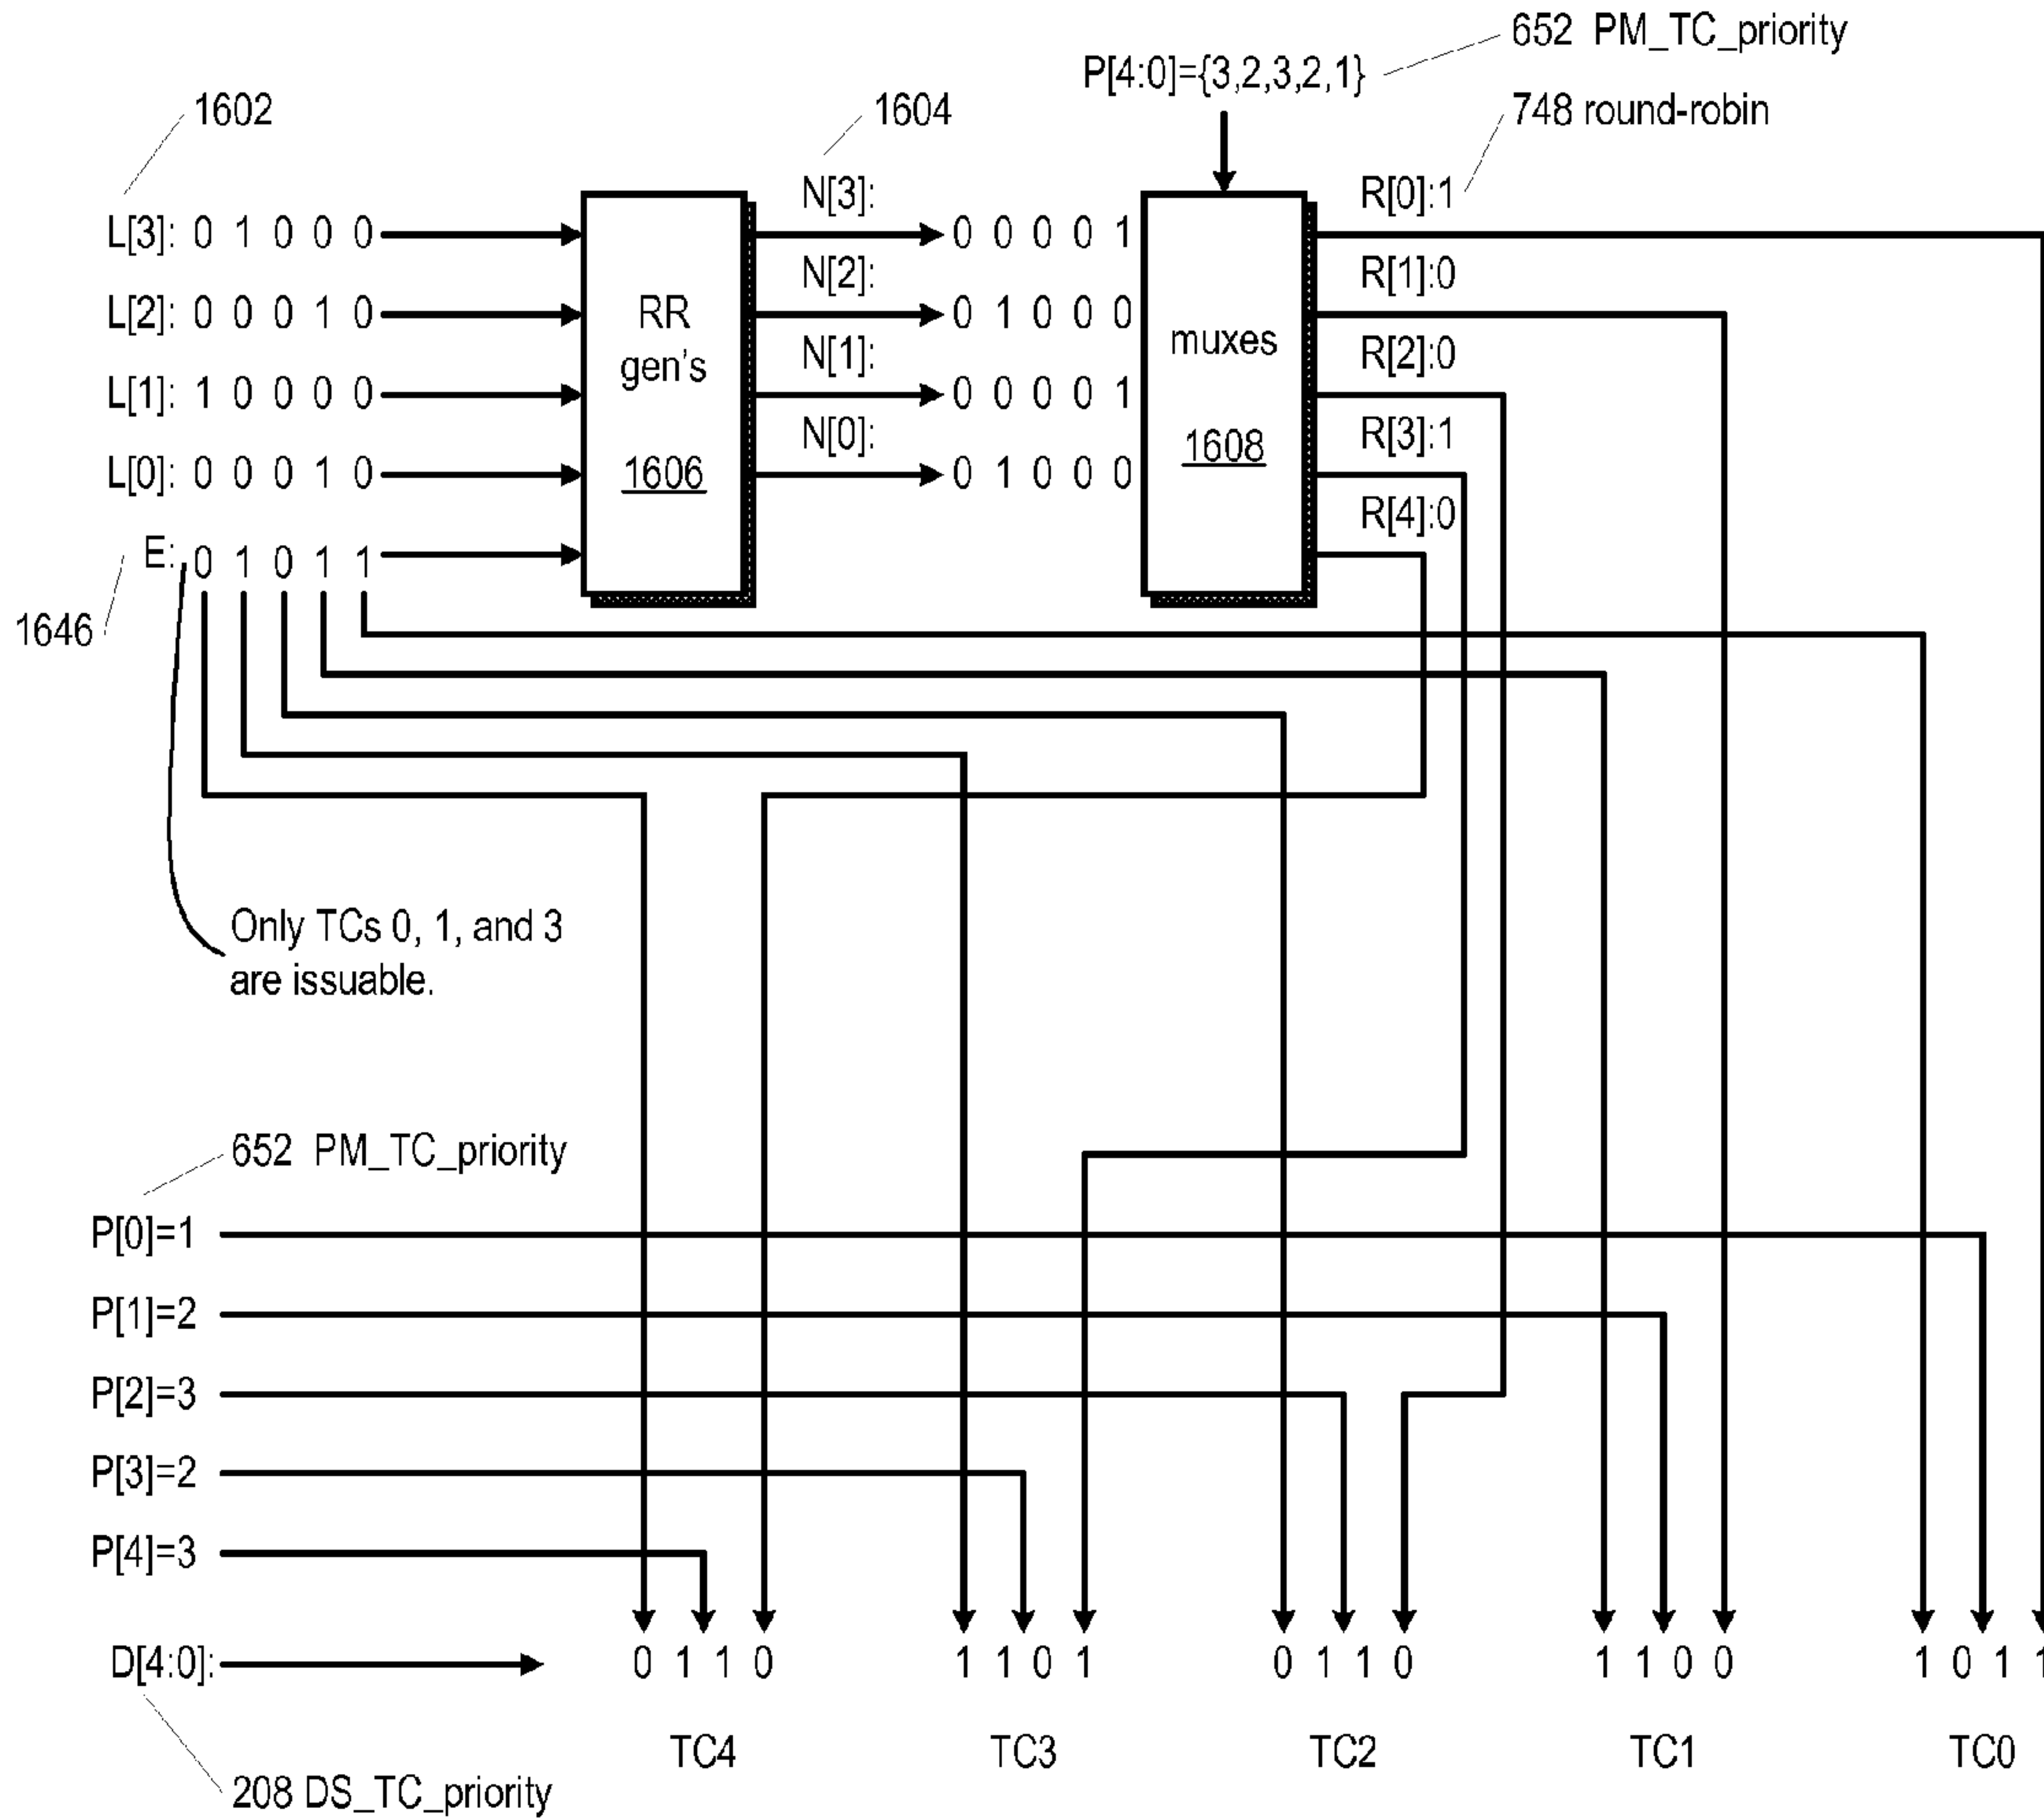 652 PM_TC_priority
P[4:0]={3,2,3,2,1}
1602
1604
748 round-robin
N[3]:
R[0]:1
L[3]: 0 1 0 0 0
0 0 0 0 1
N[2]:
R[1]:0
L[2]: 0 0 0 1 0
RR
gen's
0 1 0 0 0
muxes
N[1]:
R[2]:0
L[1]: 1 0 0 0 0
0 0 0 0 1
N[0]:
R[3]:1
L[0]: 0 0 0 1 0
1606
0 1 0 0 0
1608
R[4]:0
E: 0 1 0 1 1
1646
Only TCs 0, 1, and 3
are issuable.
652 PM_TC_priority
P[0]=1
P[1]=2
P[2]=3
P[3]=2
P[4]=3
D[4:0]: 0 1 1 0 1 1 0 1 0 1 1 0 1 1 0 0 1 0 1 1
TC4 TC3 TC2 TC1 TC0
208 DS_TC_priority